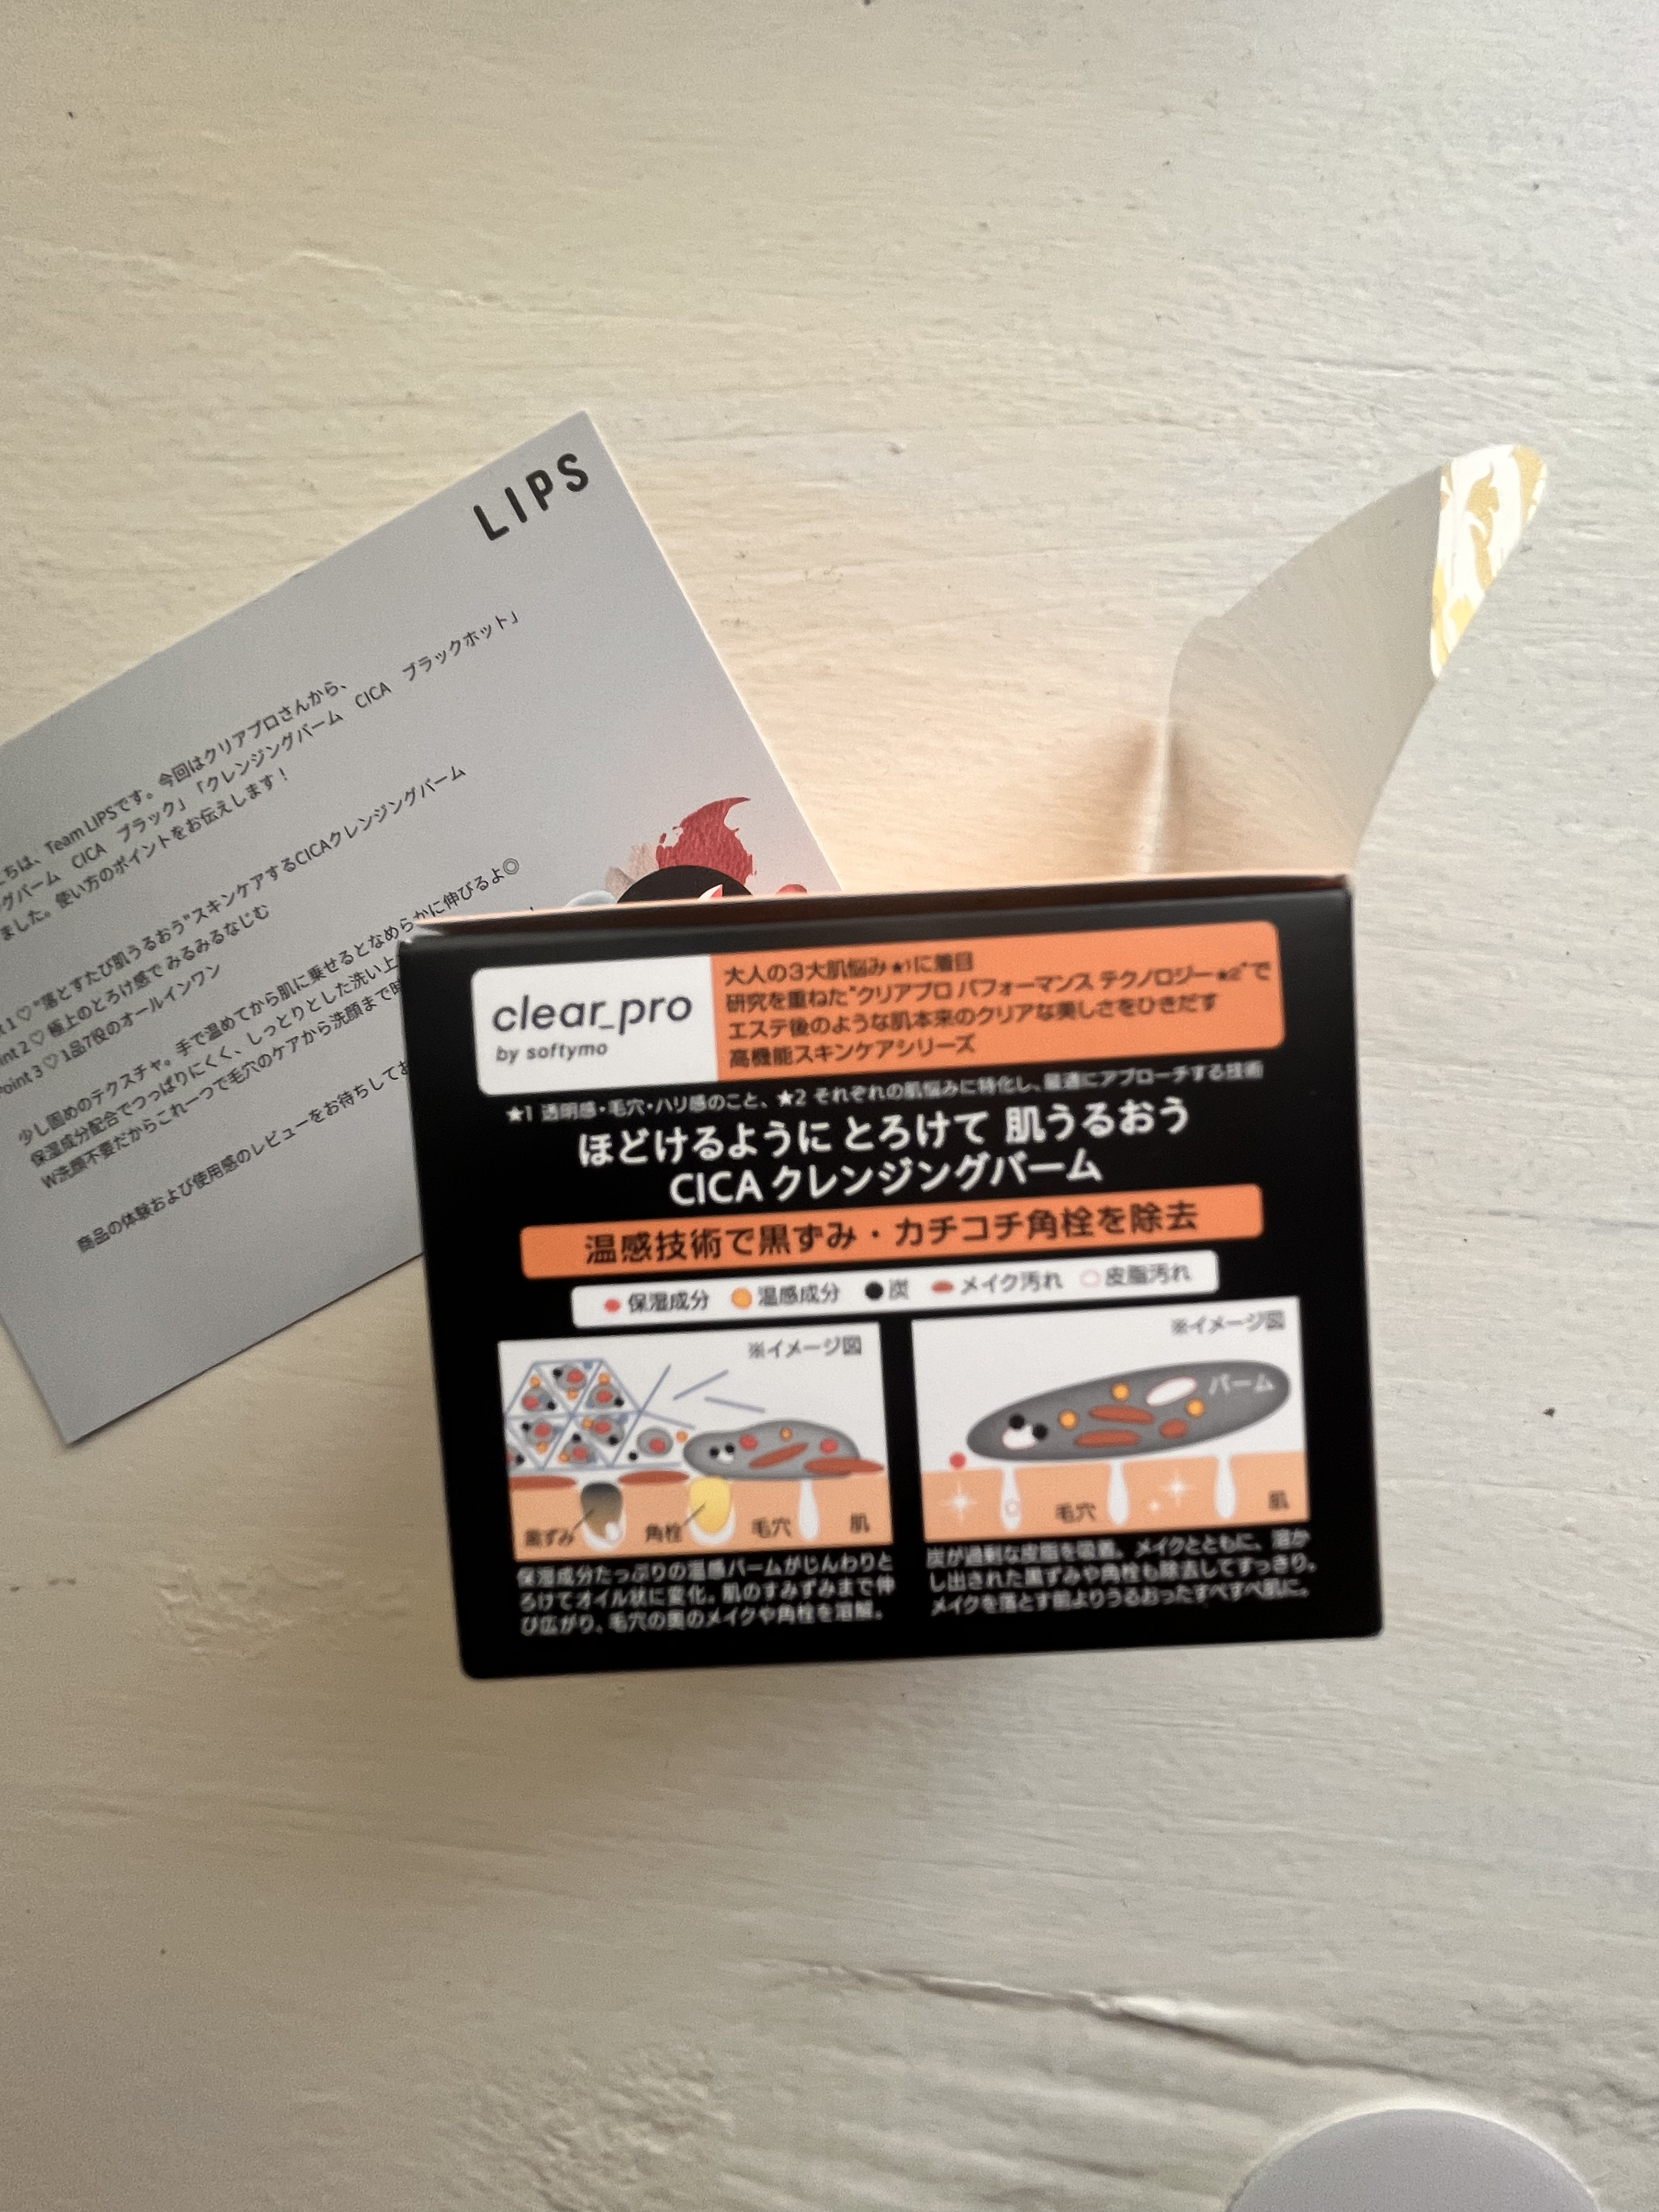 LIPS
ちは、Team LIPSです。今回はクリアプロさんから、
グバーム　CICA　ブラック」「クレンジングバーム　CICA　ブラックホット」
ました。使い方のポイントをお伝えします！
t 1♡"落とすたび肌うるおう"スキンケアするCICAクレンジングバーム
int 2♡ 極上のとろけ感で みるみるなじむ
oint 3♡ 1品7役のオールインワン
少し固めのテクスチャ。手で温めてから肌に乗せるとなめらかに伸びるよ◎
保湿成分配合でつっぱりにくく、しっとりとした洗い上
W洗顔不要だからこれ一つで毛穴のケアから洗顔まで
商品の体験および使用感のレビューをお待ちしてお
clear_pro
by softymo
大人の3大肌悩み★1に着目
研究を重ねた"クリアプロ パフォーマンス テクノロジー★2"で
エステ後のような肌本来のクリアな美しさをひきだす
高機能スキンケアシリーズ
★1 透明感・毛穴・ハリ感のこと、★2 それぞれの肌悩みに特化し、最適にアプローチする技術
ほどけるように とろけて 肌うるおう
CICA クレンジングバーム
温感技術で黒ずみ・カチコチ角栓を除去
保湿成分 温感成分 炭 メイク汚れ 皮脂汚れ
※イメージ図
黒ずみ 角栓 毛穴 肌
保湿成分たっぷりの温感バームがじんわりと
ろけてオイル状に変化。肌のすみずみまで伸
び広がり、毛穴の奥のメイクや角栓を溶解。
※イメージ図
バーム
毛穴 肌
炭が過剰な皮脂を吸着。メイクとともに、溶か
し出された黒ずみや角栓も除去してすっきり。
メイクを落とす前よりうるおったすべすべ肌に。